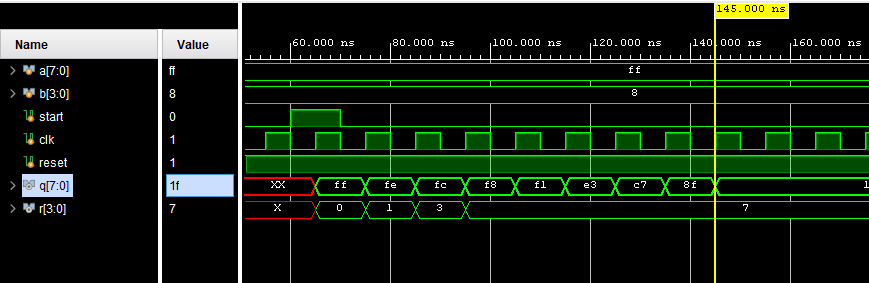 145.000 ns
Name Value 60.000 ns 80.000 ns 100.000 ns 120.000 ns 140.000 ns 160.000 ns
a[7:0] ff ff
b[3:0] 8 8
start 0
clk 1
reset 1
q[7:0] 1f XX ff fe fc f8 f1 e3 c7 8f 1
r[3:0] 7 X 0 1 3 7